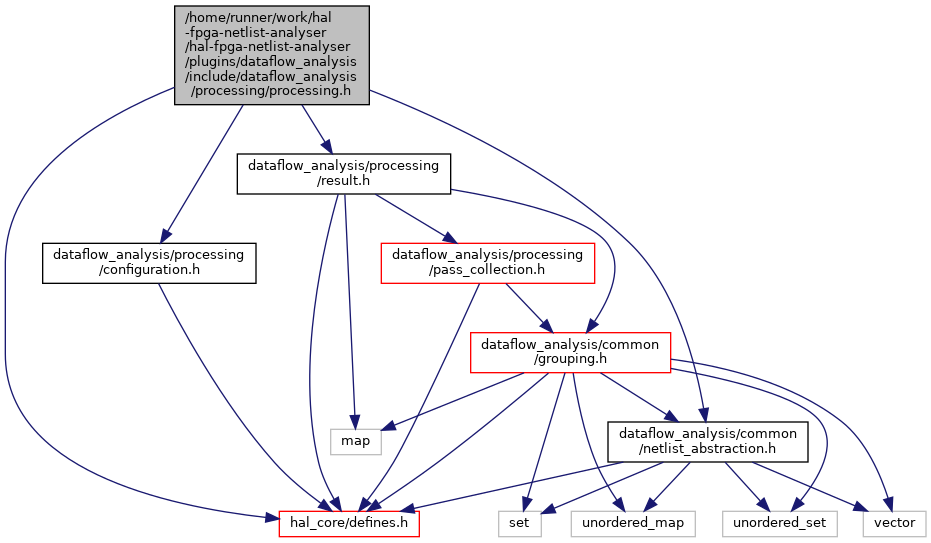 /home/runner/work/hal
-fpga-netlist-analyser
/hal-fpga-netlist-analyser
/plugins/dataflow_analysis
/include/dataflow_analysis
/processing/processing.h
dataflow_analysis/processing
/result.h
dataflow_analysis/processing
/configuration.h
dataflow_analysis/processing
/pass_collection.h
dataflow_analysis/common
/grouping.h
map
dataflow_analysis/common
/netlist_abstraction.h
hal_core/defines.h
set
unordered_map
unordered_set
vector